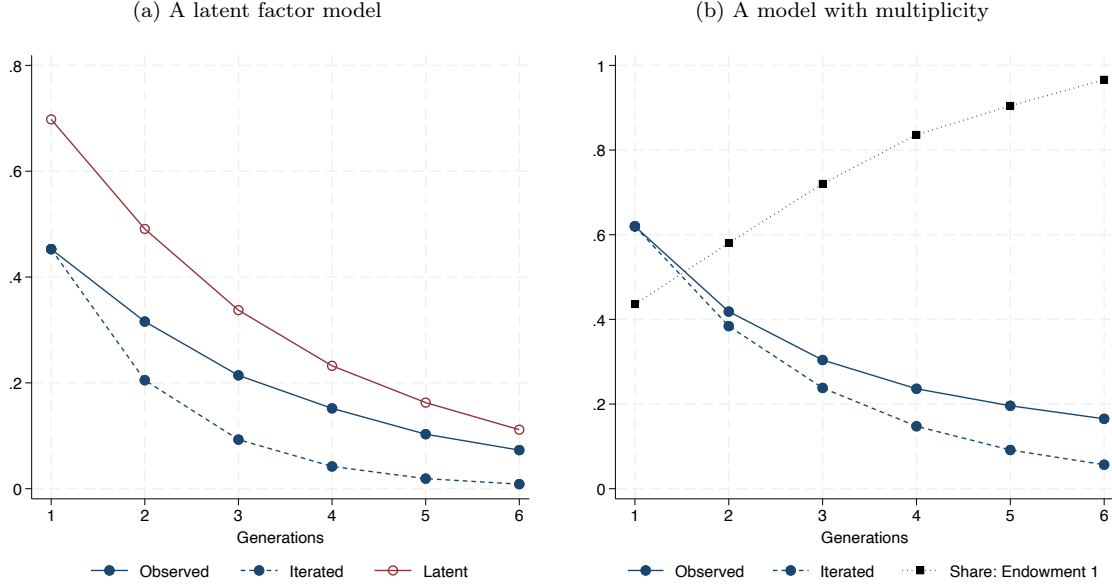 (a) A latent factor model
.8
.6
.4
.2
0
1 2 3 4 5 6
Generations
Observed Iterated Latent
(b) A model with multiplicity
1
.8
.6
.4
.2
0
1 2 3 4 5 6
Generations
Observed Iterated Share: Endowment 1